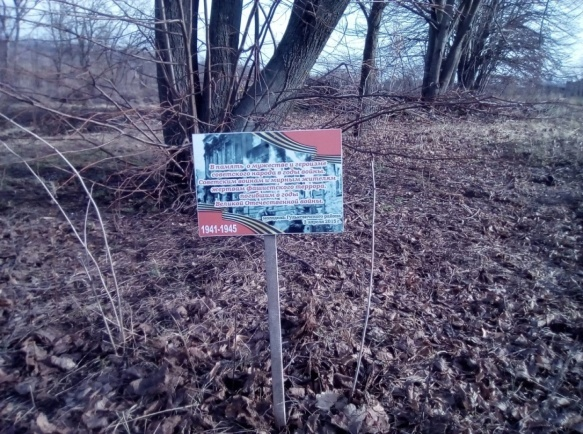 В память о мужестве и героизме
советского народа в годы войны.
Советским воинам и мирным жителям
жертвам фашистского террора,
погибшим в годы
Великой Отечественной войны.
1941-1945